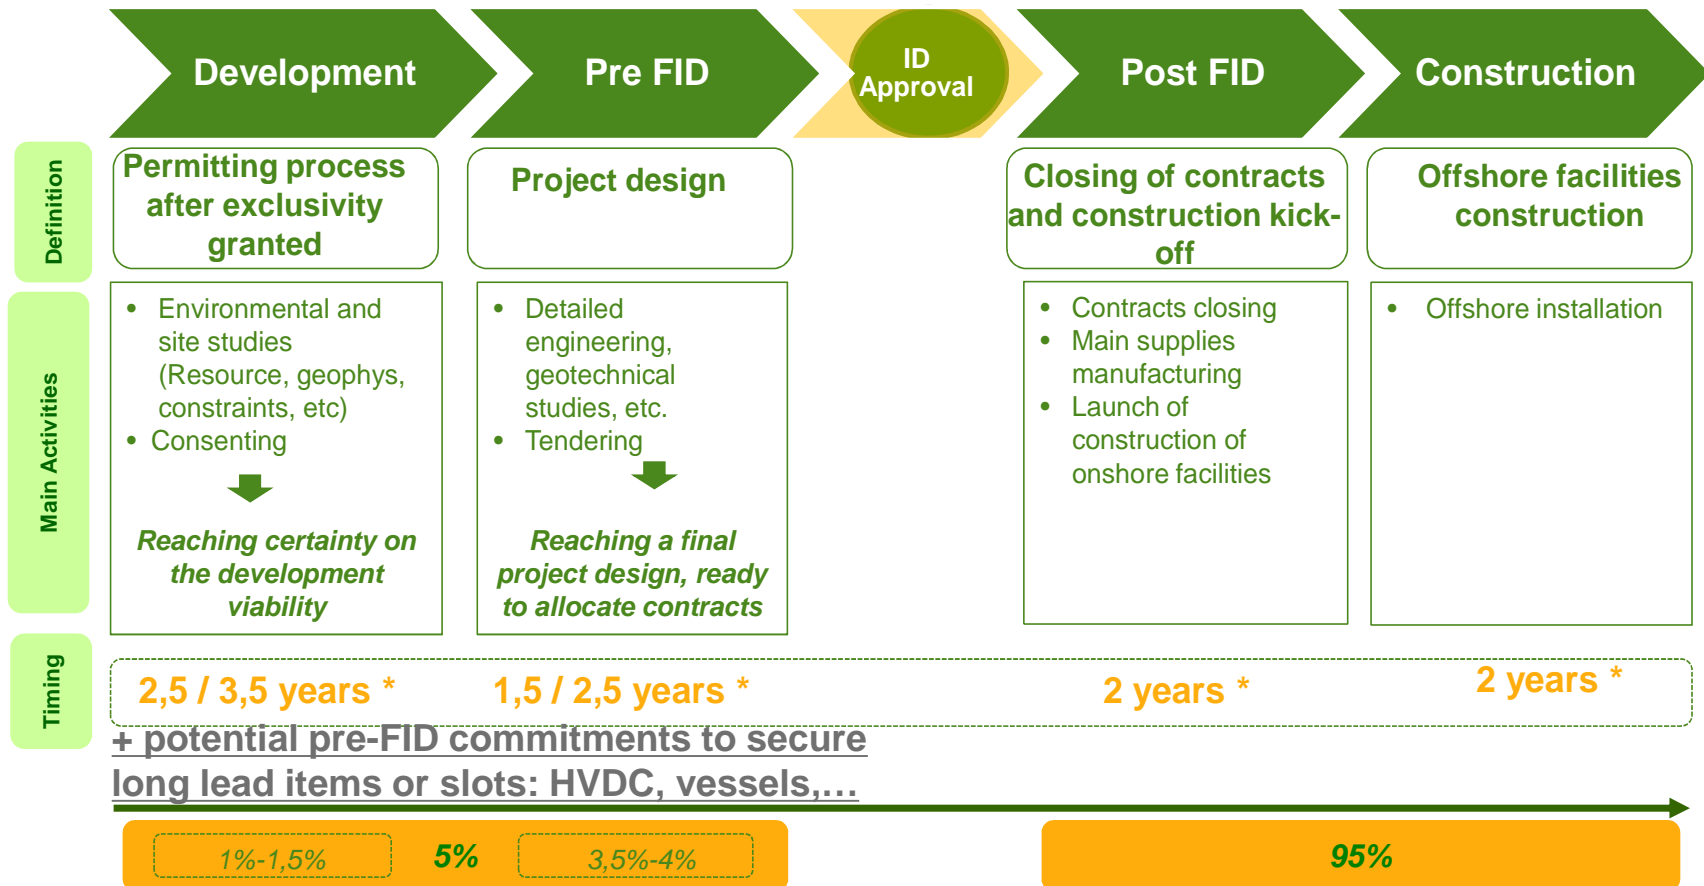 Development
Pre FID
ID
Approval
Post FID
Construction
Definition
Permitting process
after exclusivity
granted
Project design
Closing of contracts
and construction kick-
off
Offshore facilities
construction
Main Activities
• Environmental and
site studies
(Resource, geophys,
constraints, etc)
• Consenting
Reaching certainty on
the development
viability
• Detailed
engineering,
geotechnical
studies, etc.
• Tendering
Reaching a final
project design, ready
to allocate contracts
• Contracts closing
• Main supplies
manufacturing
• Launch of
construction of
onshore facilities
• Offshore installation
Timing
2,5 / 3,5 years *
1,5 / 2,5 years *
2 years *
2 years *
+ potential pre-FID commitments to secure
long lead items or slots: HVDC, vessels,…
1%-1,5%
5%
3,5%-4%
95%